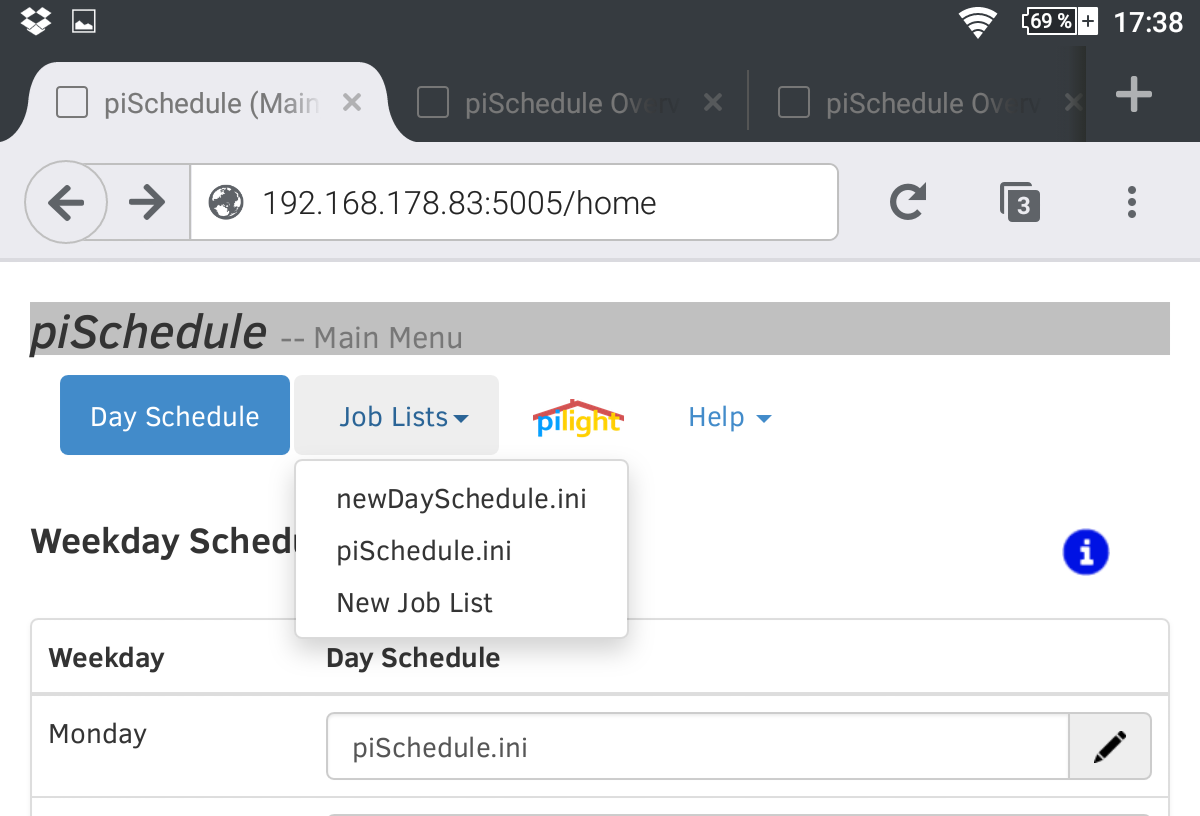 69 % 17:38
piSchedule (Main piSchedule Overv piSchedule Overv
192.168.178.83:5005/home 3
piSchedule -- Main Menu
Day Schedule Job Lists pilight Help
newDaySchedule.ini
piSchedule.ini
New Job List
Weekday Schedu
Weekday Day Schedule
Monday piSchedule.ini